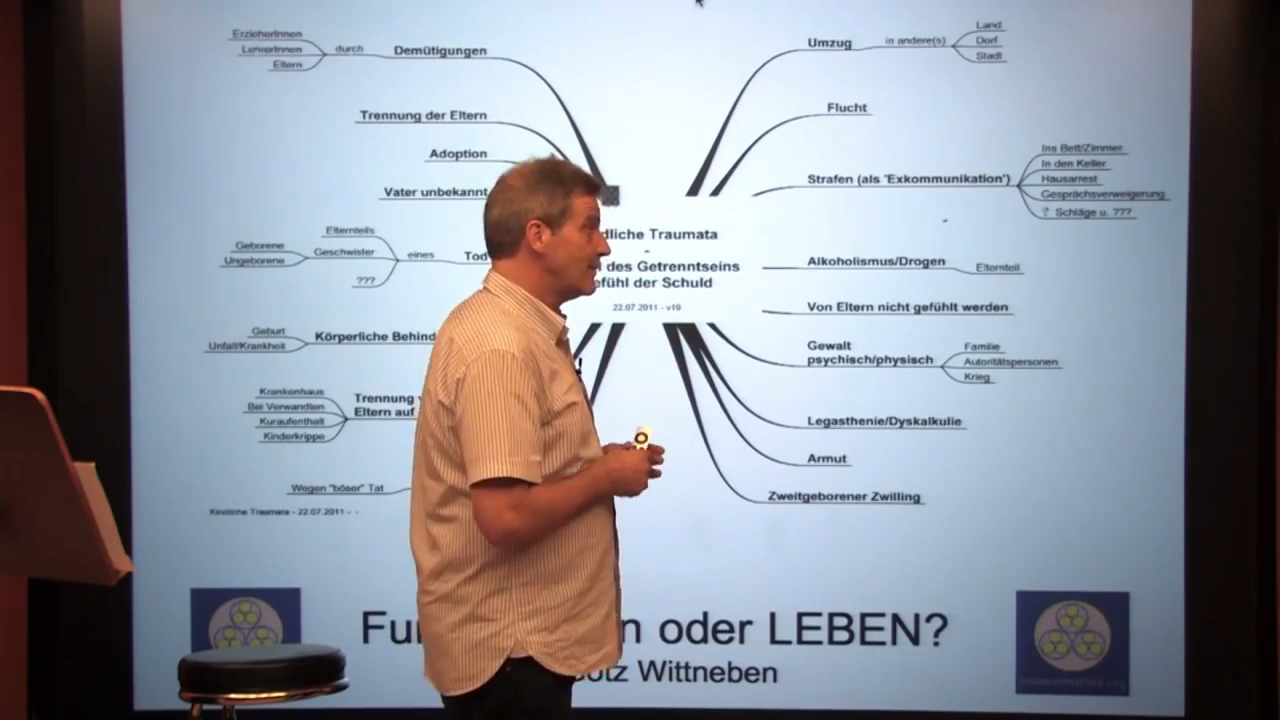 ErzieherInnen
LehrerInnen
Eltern
durch
Demütigungen
Trennung der Eltern
Adoption
Vater unbekannt
Elternteils
Geschwister
???
Geborene
Ungeborene
eines
Tod
Geburt
Unfall/Krankheit
Körperliche Behind
Krankenhaus
Bei Verwandten
Kuraufenthalt
Kinderkrippe
Trennung
Eltern auf
Wegen "böser" Tat
Kindliche Traumata - 22.07.2011 - -
dliche Traumata
-
des Getrenntseins
efühl der Schuld
22.07.2011 - v19
Umzug
in andere(s)
Land
Dorf
Stadt
Flucht
Strafen (als 'Exkommunikation')
Ins Bett/Zimmer
In den Keller
Hausarrest
Gesprächsverweigerung
? Schläge u. ???
Alkoholismus/Drogen
Elternteil
Von Eltern nicht gefühlt werden
Gewalt
psychisch/physisch
Familie
Autoritätspersonen
Krieg
Legasthenie/Dyskalkulie
Armut
Zweitgeborener Zwilling
Fu n oder LEBEN?
ötz Wittneben